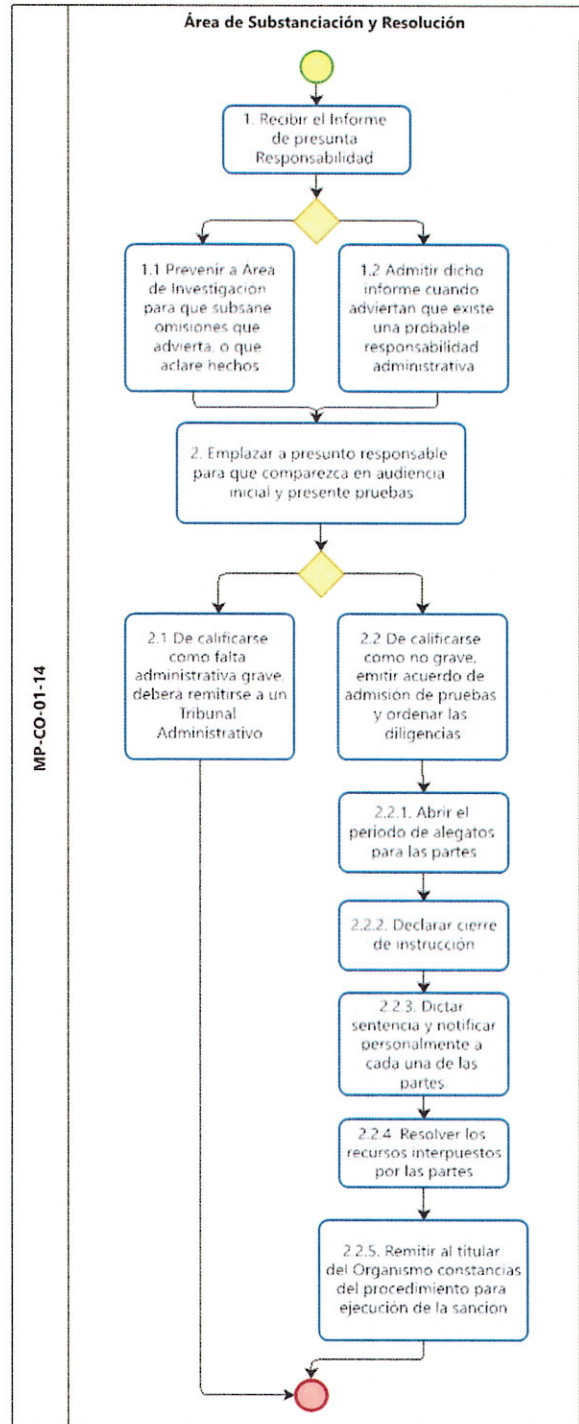 Área de Substanciación y Resolución
MP-CO-01-14
1. Recibir el Informe
de presunta
Responsabilidad
1.1 Prevenir a Área
de Investigación
para que subsane
omisiones que
advierta, o que
aclare hechos
1.2 Admitir dicho
informe cuando
adviertan que existe
una probable
responsabilidad
administrativa
2. Emplazar a presunto responsable
para que comparezca en audiencia
inicial y presente pruebas
2.1 De calificarse
como falta
administrativa grave,
deberá remitirse a un
Tribunal
Administrativo
2.2 De calificarse
como no grave,
emitir acuerdo de
admisión de pruebas
y ordenar las
diligencias
2.2.1. Abrir el
periodo de alegatos
para las partes
2.2.2. Declarar cierre
de instrucción
2.2.3. Dictar
sentencia y notificar
personalmente a
cada una de las
partes
2.2.4 Resolver los
recursos interpuestos
por las partes
2.2.5. Remitir al titular
del Organismo constancias
del procedimiento para
ejecución de la sanción